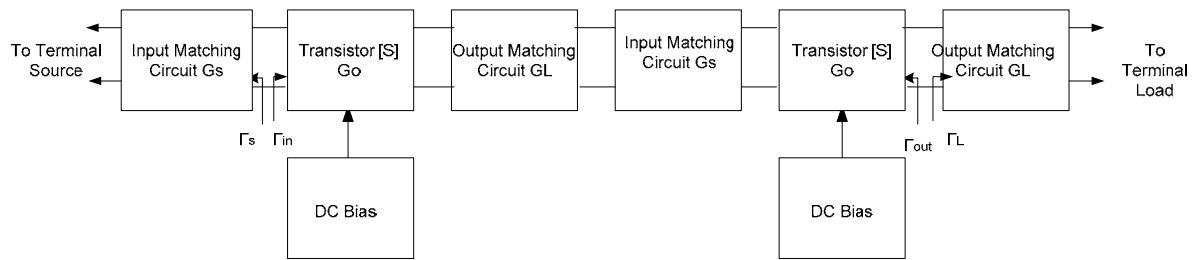 To Terminal
Source
Input Matching
Circuit Gs
Transistor [S]
Go
Output Matching
Circuit GL
Input Matching
Circuit Gs
Transistor [S]
Go
Output Matching
Circuit GL
To
Terminal
Load
Γs
Γin
Γout
ΓL
DC Bias
DC Bias